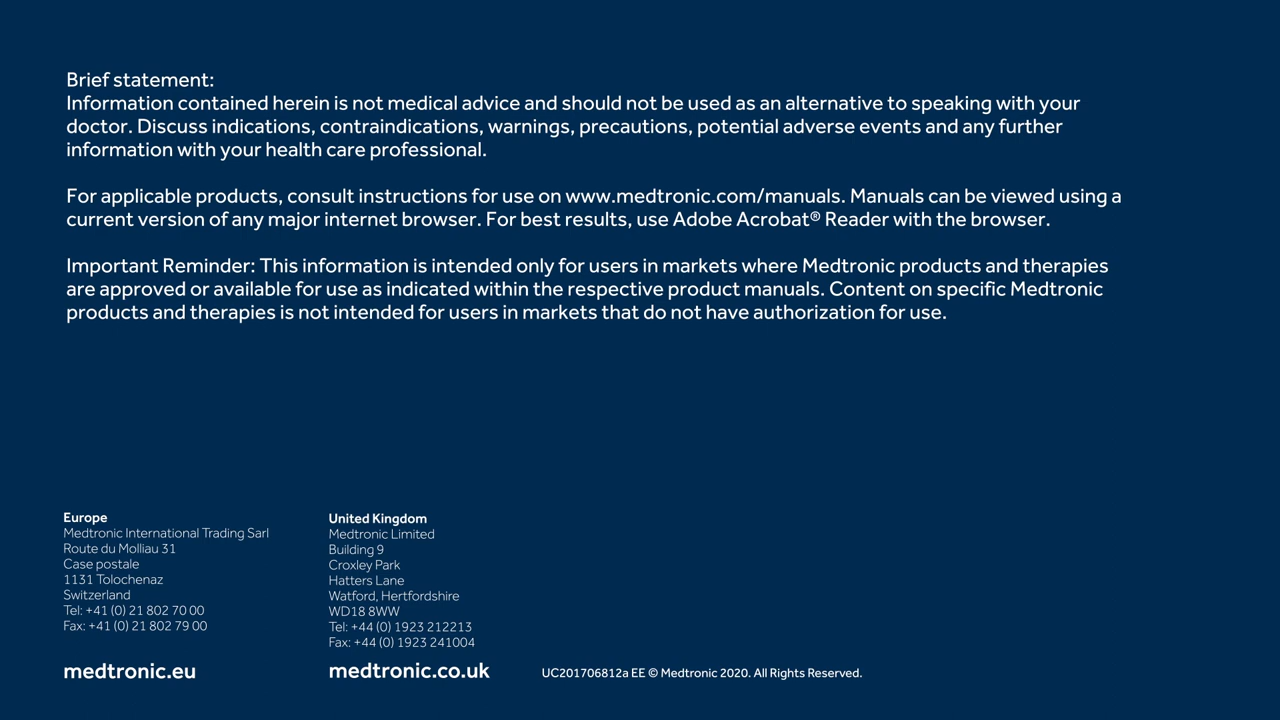 Brief statement:
Information contained herein is not medical advice and should not be used as an alternative to speaking with your
doctor. Discuss indications, contraindications, warnings, precautions, potential adverse events and any further
information with your health care professional.
For applicable products, consult instructions for use on www.medtronic.com/manuals. Manuals can be viewed using a
current version of any major internet browser. For best results, use Adobe Acrobat® Reader with the browser.
Important Reminder: This information is intended only for users in markets where Medtronic products and therapies
are approved or available for use as indicated within the respective product manuals. Content on specific Medtronic
products and therapies is not intended for users in markets that do not have authorization for use.
Europe
Medtronic International Trading Sarl
Route du Molliau 31
Case postale
1131 Tolochenaz
Switzerland
Tel: +41 (0) 21 802 70 00
Fax: +41 (0) 21 802 79 00
medtronic.eu
United Kingdom
Medtronic Limited
Building 9
Croxley Park
Hatters Lane
Watford, Hertfordshire
WD18 8WW
Tel: +44 (0) 1923 212213
Fax: +44 (0) 1923 241004
medtronic.co.uk
UC201706812a EE © Medtronic 2020. All Rights Reserved.